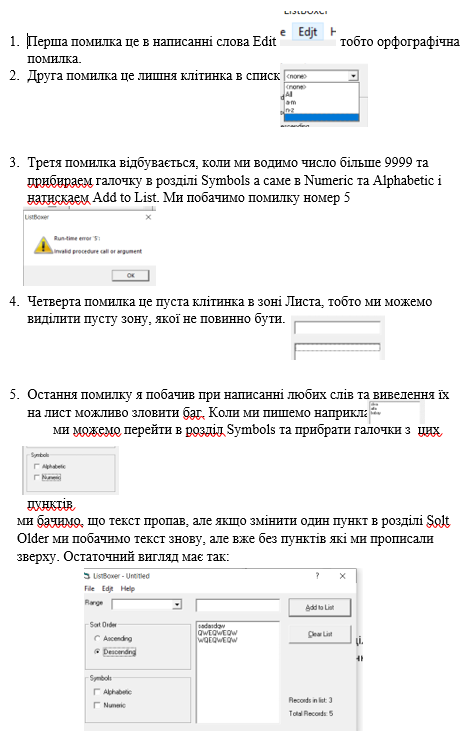 ListBoxer
e Edjt H
1. Перша помилка це в написанні слова Edit тобто орфографічна
помилка.
2. Друга помилка це лишня клітинка в списк
(none)
(none)
All
a-m
n-z
ascending
3. Третя помилка відбувається, коли ми водимо число більше 9999 та
прибираєм галочку в розділі Symbols а саме в Numeric та Alphabetic і
натискаєм Add to List. Ми побачимо помилку номер 5
ListBoxer
Run-time error '5':
Invalid procedure call or argument
OK
4. Четверта помилка це пуста клітинка в зоні Листа, тобто ми можемо
виділити пусту зону, якої не повинно бути.
5. Остання помилку я побачив при написанні любих слів та виведення їх
на лист можливо зловити баг. Коли ми пишемо наприкла
ми можемо перейти в розділ Symbols та прибрати галочки з цих
Symbols
Alphabetic
Numeric
пунктів
ми бачимо, що текст пропав, але якщо змінити один пункт в розділі Solt
Older ми побачимо текст знову, але вже без пунктів які ми прописали
зверху. Остаточний вигляд має так:
ListBoxer - Untitled
File Edjt Help
Range
Add to List
Sort Order
Ascending
Descending
sadasdqw
QWEQWEQW
WQEQWEQW
Clear List
Symbols
Alphabetic
Numeric
Records in list: 3
Total Records: 5